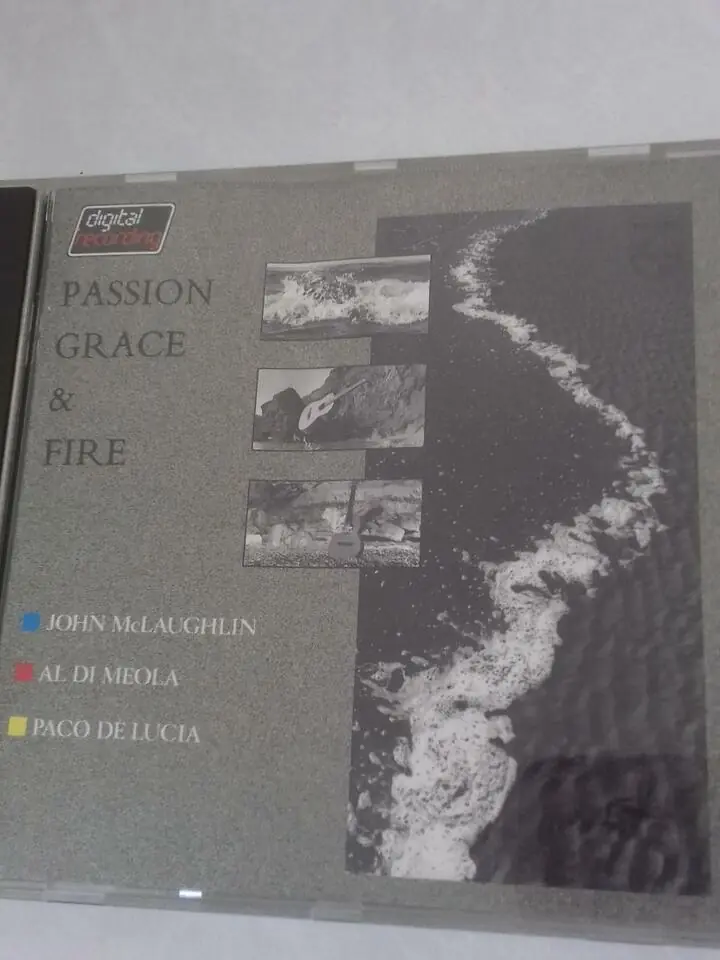 digital
recording
PASSION
GRACE
&
FIRE
JOHN McLAUGHLIN
AL DI MEOLA
PACO DE LUCIA